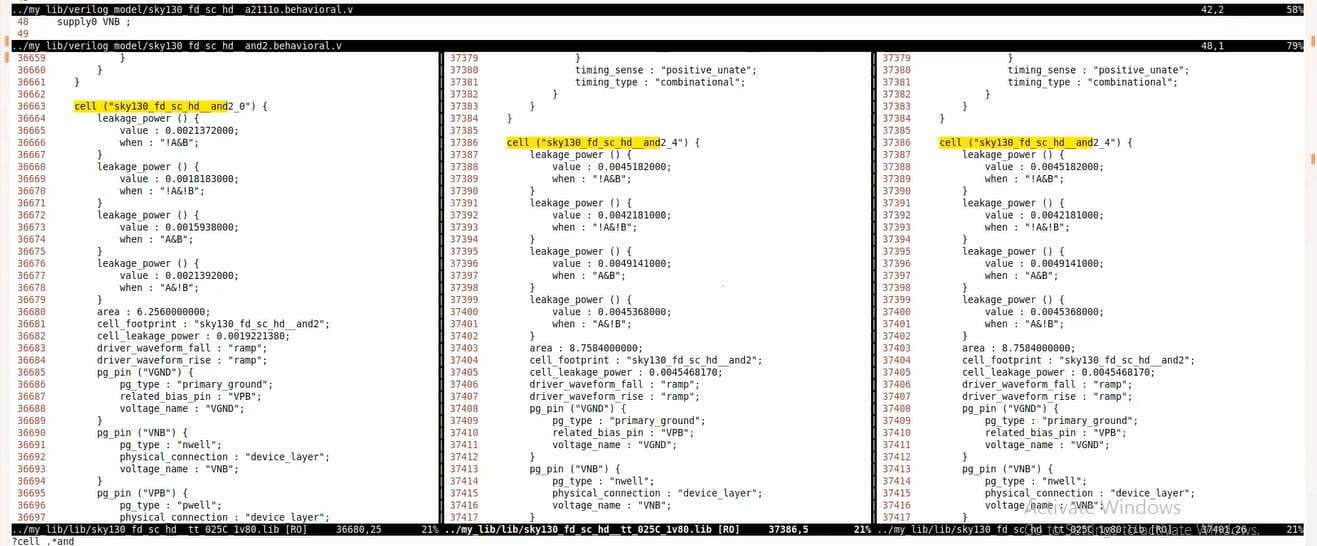 ../my_lib/verilog_model/sky130_fd_sc_hd__a2111o.behavioral.v 42,2 58%
48 supply0 VNB ;
49
../my_lib/verilog_model/sky130_fd_sc_hd__and2.behavioral.v 48,1 79%
36659 }
36660 }
36661 }
36662
36663 cell ("sky130_fd_sc_hd__and2_0") {
36664 leakage_power () {
36665 value : 0.0021372000;
36666 when : "!A&B";
36667 }
36668 leakage_power () {
36669 value : 0.0018183000;
36670 when : "!A&!B";
36671 }
36672 leakage_power () {
36673 value : 0.0015938000;
36674 when : "A&B";
36675 }
36676 leakage_power () {
36677 value : 0.0021392000;
36678 when : "A&!B";
36679 }
36680 area : 6.2560000000;
36681 cell_footprint : "sky130_fd_sc_hd__and2";
36682 cell_leakage_power : 0.0019221380;
36683 driver_waveform_fall : "ramp";
36684 driver_waveform_rise : "ramp";
36685 pg_pin ("VGND") {
36686 pg_type : "primary_ground";
36687 related_bias_pin : "VPB";
36688 voltage_name : "VGND";
36689 }
36690 pg_pin ("VNB") {
36691 pg_type : "nwell";
36692 physical_connection : "device_layer";
36693 voltage_name : "VNB";
36694 }
36695 pg_pin ("VPB") {
36696 pg_type : "pwell";
36697 physical_connection : "device_layer";
../my_lib/lib/sky130_fd_sc_hd__tt_025C_1v80.lib [RO] 36680,25 21%
37379 }
37380 timing_sense : "positive_unate";
37381 timing_type : "combinational";
37382 }
37383 }
37384 }
37385
37386 cell ("sky130_fd_sc_hd__and2_4") {
37387 leakage_power () {
37388 value : 0.0045182000;
37389 when : "!A&B";
37390 }
37391 leakage_power () {
37392 value : 0.0042181000;
37393 when : "!A&!B";
37394 }
37395 leakage_power () {
37396 value : 0.0049141000;
37397 when : "A&B";
37398 }
37399 leakage_power () {
37400 value : 0.0045368000;
37401 when : "A&!B";
37402 }
37403 area : 8.7584000000;
37404 cell_footprint : "sky130_fd_sc_hd__and2";
37405 cell_leakage_power : 0.0045468170;
37406 driver_waveform_fall : "ramp";
37407 driver_waveform_rise : "ramp";
37408 pg_pin ("VGND") {
37409 pg_type : "primary_ground";
37410 related_bias_pin : "VPB";
37411 voltage_name : "VGND";
37412 }
37413 pg_pin ("VNB") {
37414 pg_type : "nwell";
37415 physical_connection : "device_layer";
37416 voltage_name : "VNB";
37417 }
../my_lib/lib/sky130_fd_sc_hd__tt_025C_1v80.lib [RO] 37386,5 21%
37379 }
37380 timing_sense : "positive_unate";
37381 timing_type : "combinational";
37382 }
37383 }
37384 }
37385
37386 cell ("sky130_fd_sc_hd__and2_4") {
37387 leakage_power () {
37388 value : 0.0045182000;
37389 when : "!A&B";
37390 }
37391 leakage_power () {
37392 value : 0.0042181000;
37393 when : "!A&!B";
37394 }
37395 leakage_power () {
37396 value : 0.0049141000;
37397 when : "A&B";
37398 }
37399 leakage_power () {
37400 value : 0.0045368000;
37401 when : "A&!B";
37402 }
37403 area : 8.7584000000;
37404 cell_footprint : "sky130_fd_sc_hd__and2";
37405 cell_leakage_power : 0.0045468170;
37406 driver_waveform_fall : "ramp";
37407 driver_waveform_rise : "ramp";
37408 pg_pin ("VGND") {
37409 pg_type : "primary_ground";
37410 related_bias_pin : "VPB";
37411 voltage_name : "VGND";
37412 }
37413 pg_pin ("VNB") {
37414 pg_type : "nwell";
37415 physical_connection : "device_layer";
37416 voltage_name : "VNB";
37417 }
../my_lib/lib/sky130_fd_sc_hd__tt_025C_1v80.lib [RO] 37401,26 21%
Activate Windows
Go to Settings to activate Windows.
?cell .*and